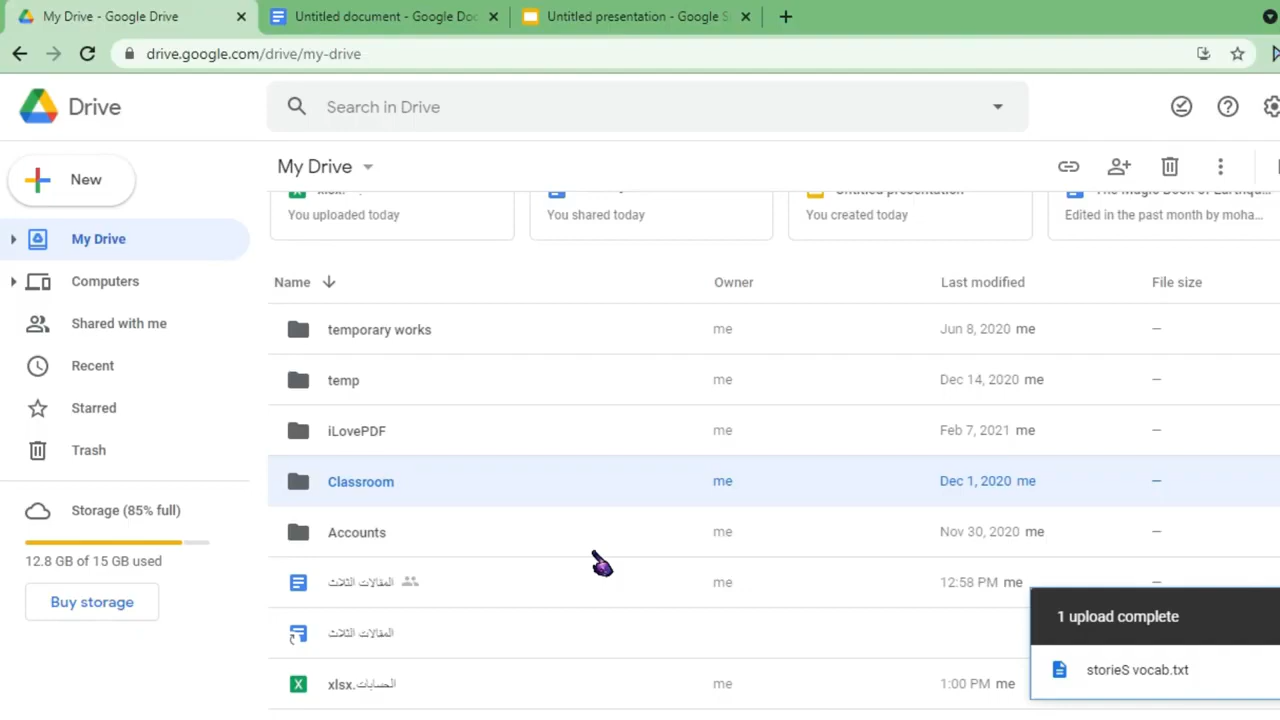 My Drive - Google Drive
Untitled document - Google Doc
Untitled presentation - Google S
drive.google.com/drive/my-drive
Drive
Search in Drive
New
My Drive
You uploaded today
You shared today
Untitled presentation
You created today
The Magic Book of Earthqu...
Edited in the past month by moha...
My Drive
Computers
Shared with me
Recent
Starred
Trash
Storage (85% full)
12.8 GB of 15 GB used
Buy storage
Name Owner Last modified File size
temporary works me Jun 8, 2020 me –
temp me Dec 14, 2020 me –
iLovePDF me Feb 7, 2021 me –
Classroom me Dec 1, 2020 me –
Accounts me Nov 30, 2020 me –
المقالات الثلاث me 12:58 PM me –
المقالات الثلاث
الحسابات.xlsx me 1:00 PM me
1 upload complete
storieS vocab.txt